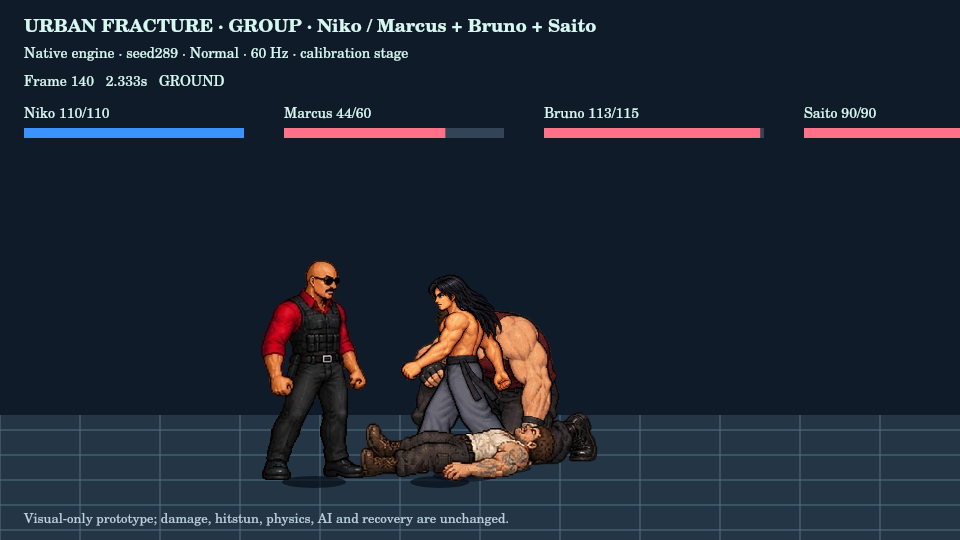 URBAN FRACTURE · GROUP · Niko / Marcus + Bruno + Saito
Native engine · seed289 · Normal · 60 Hz · calibration stage
Frame 140 2.333s GROUND
Niko 110/110 Marcus 44/60 Bruno 113/115 Saito 90/90
Visual-only prototype; damage, hitstun, physics, AI and recovery are unchanged.